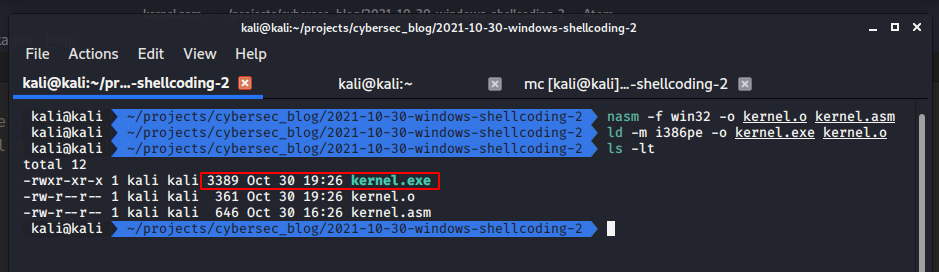 kali@kali:~/projects/cybersec_blog/2021-10-30-windows-shellcoding-2
File Actions Edit View Help
kali@kali:~/pr...-shellcoding-2 kali@kali:~ mc [kali@kali]...-shellcoding-2
kali@kali ~/projects/cybersec_blog/2021-10-30-windows-shellcoding-2 nasm -f win32 -o kernel.o kernel.asm
kali@kali ~/projects/cybersec_blog/2021-10-30-windows-shellcoding-2 ld -m i386pe -o kernel.exe kernel.o
kali@kali ~/projects/cybersec_blog/2021-10-30-windows-shellcoding-2 ls -lt
total 12
-rwxr-xr-x 1 kali kali 3389 Oct 30 19:26 kernel.exe
-rw-r--r-- 1 kali kali 361 Oct 30 19:26 kernel.o
-rw-r--r-- 1 kali kali 646 Oct 30 16:26 kernel.asm
kali@kali ~/projects/cybersec_blog/2021-10-30-windows-shellcoding-2